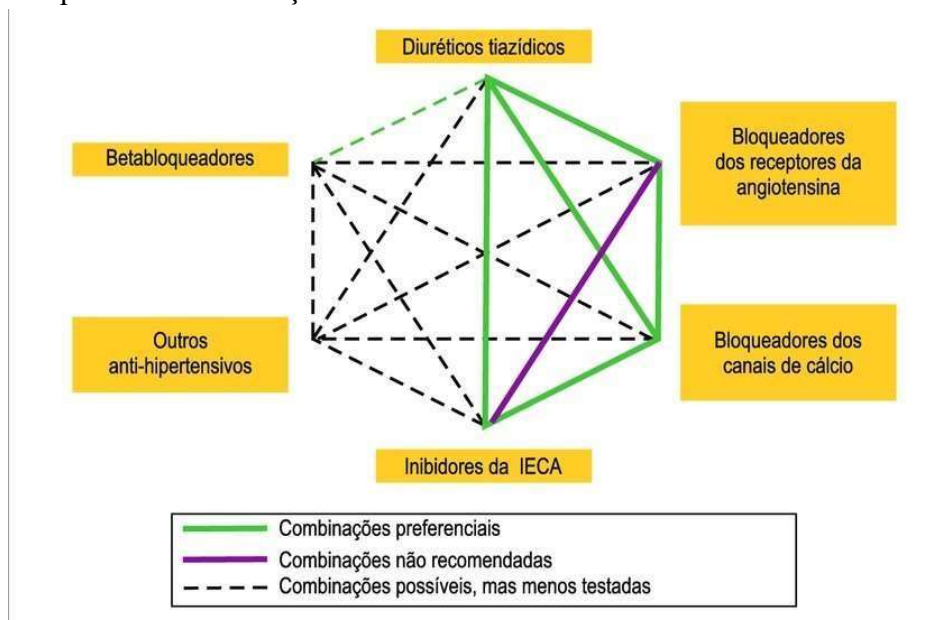 Diuréticos tiazídicos
Betabloqueadores
Bloqueadores
dos receptores da
angiotensina
Outros
anti-hipertensivos
Bloqueadores dos
canais de cálcio
Inibidores da IECA
Combinações preferenciais
Combinações não recomendadas
Combinações possíveis, mas menos testadas